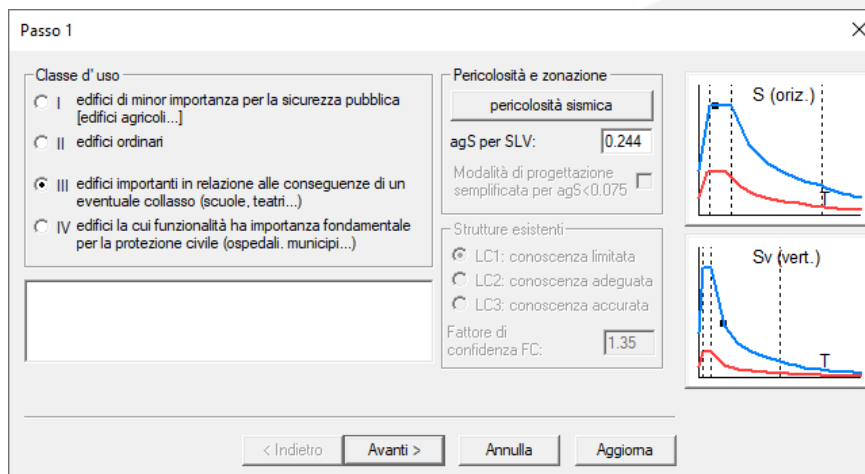 Passo 1
Classe d' uso
I edifici di minor importanza per la sicurezza pubblica
[edifici agricoli...]
II edifici ordinari
III edifici importanti in relazione alle conseguenze di un
eventuale collasso (scuole, teatri...)
IV edifici la cui funzionalità ha importanza fondamentale
per la protezione civile (ospedali. municipi...)
Pericolosità e zonazione
pericolosità sismica
agS per SLV: 0.244
Modalità di progettazione
semplificata per agS<0.075
Strutture esistenti
LC1: conoscenza limitata
LC2: conoscenza adeguata
LC3: conoscenza accurata
Fattore di
confidenza FC: 1.35
S (oriz.)
T
Sv (vert.)
T
< Indietro
Avanti >
Annulla
Aggiorna